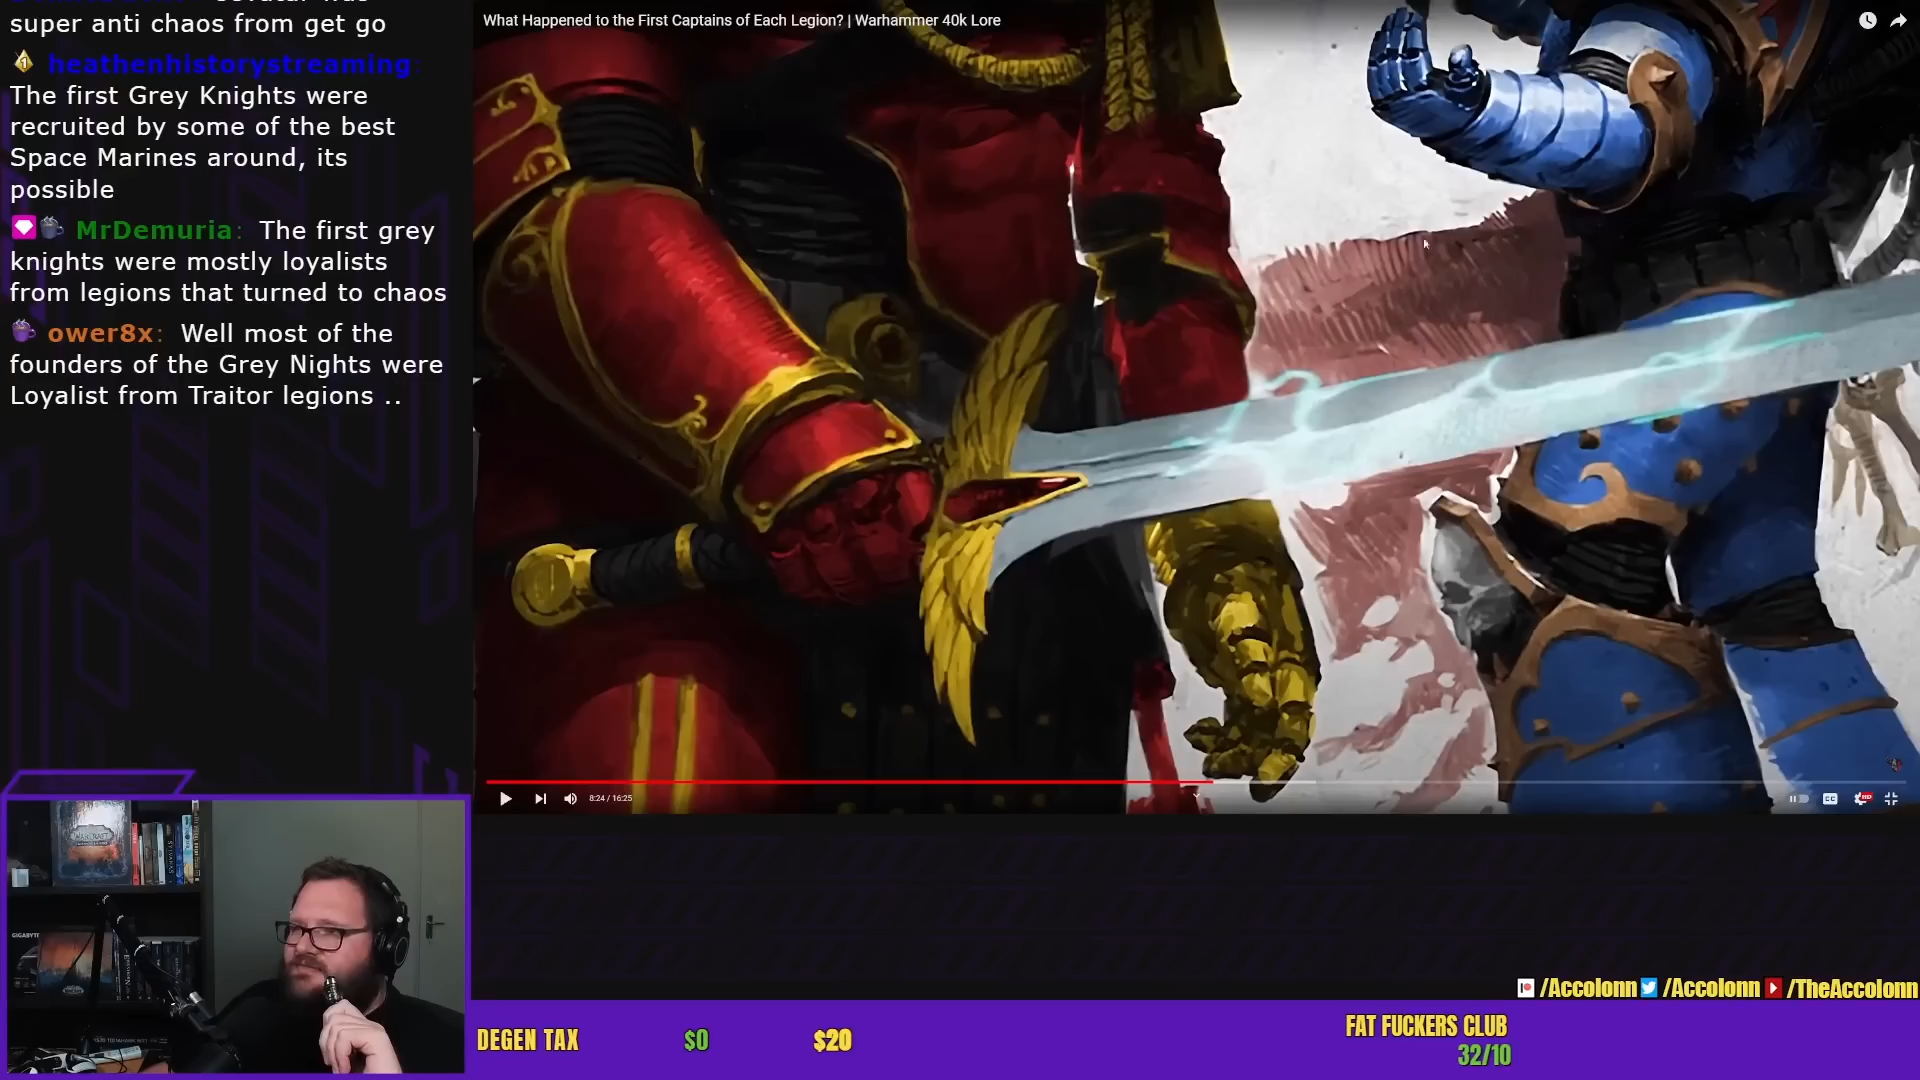 super anti chaos from get go
heathenhistorystreaming:
The first Grey Knights were
recruited by some of the best
Space Marines around, its
possible
MrDemuria: The first grey
knights were mostly loyalists
from legions that turned to chaos
ower8x: Well most of the
founders of the Grey Nights were
Loyalist from Traitor legions ..
What Happened to the First Captains of Each Legion? | Warhammer 40k Lore
8:24 / 16:25
CC
HD
GIGABYTE
/Accolonn /Accolonn /TheAccolonn
DEGEN TAX $0 $20
FAT FUCKERS CLUB
32/10